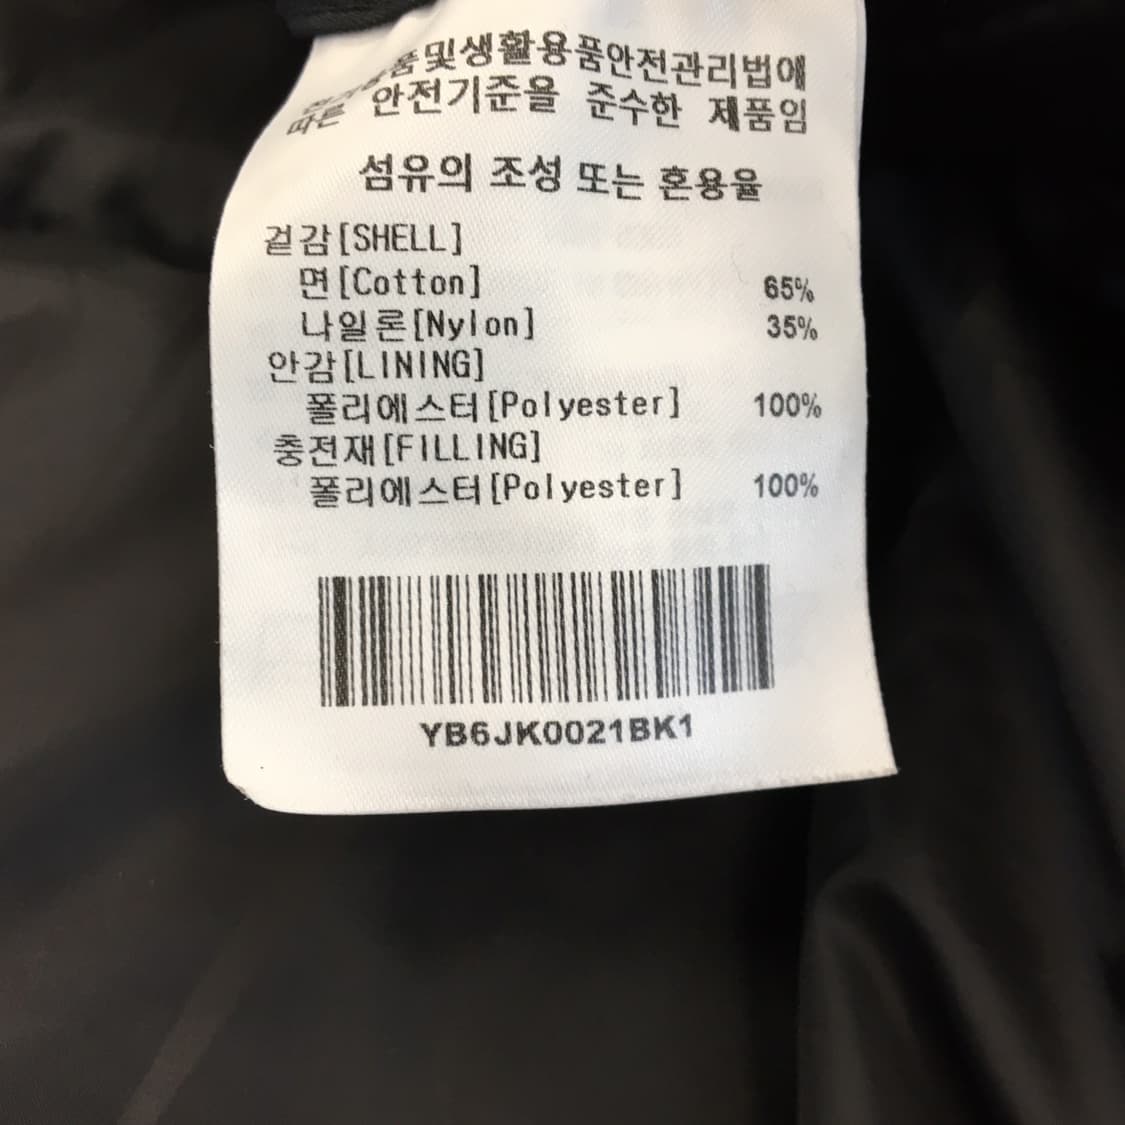 품및생활용품안전관리법에
따른 안전기준을 준수한 제품임
섬유의 조성 또는 혼용율
겉감[SHELL]
면[Cotton] 65%
나일론[Nylon] 35%
안감[LINING]
폴리에스터[Polyester] 100%
충전재[FILLING]
폴리에스터[Polyester] 100%
YB6JK0021BK1